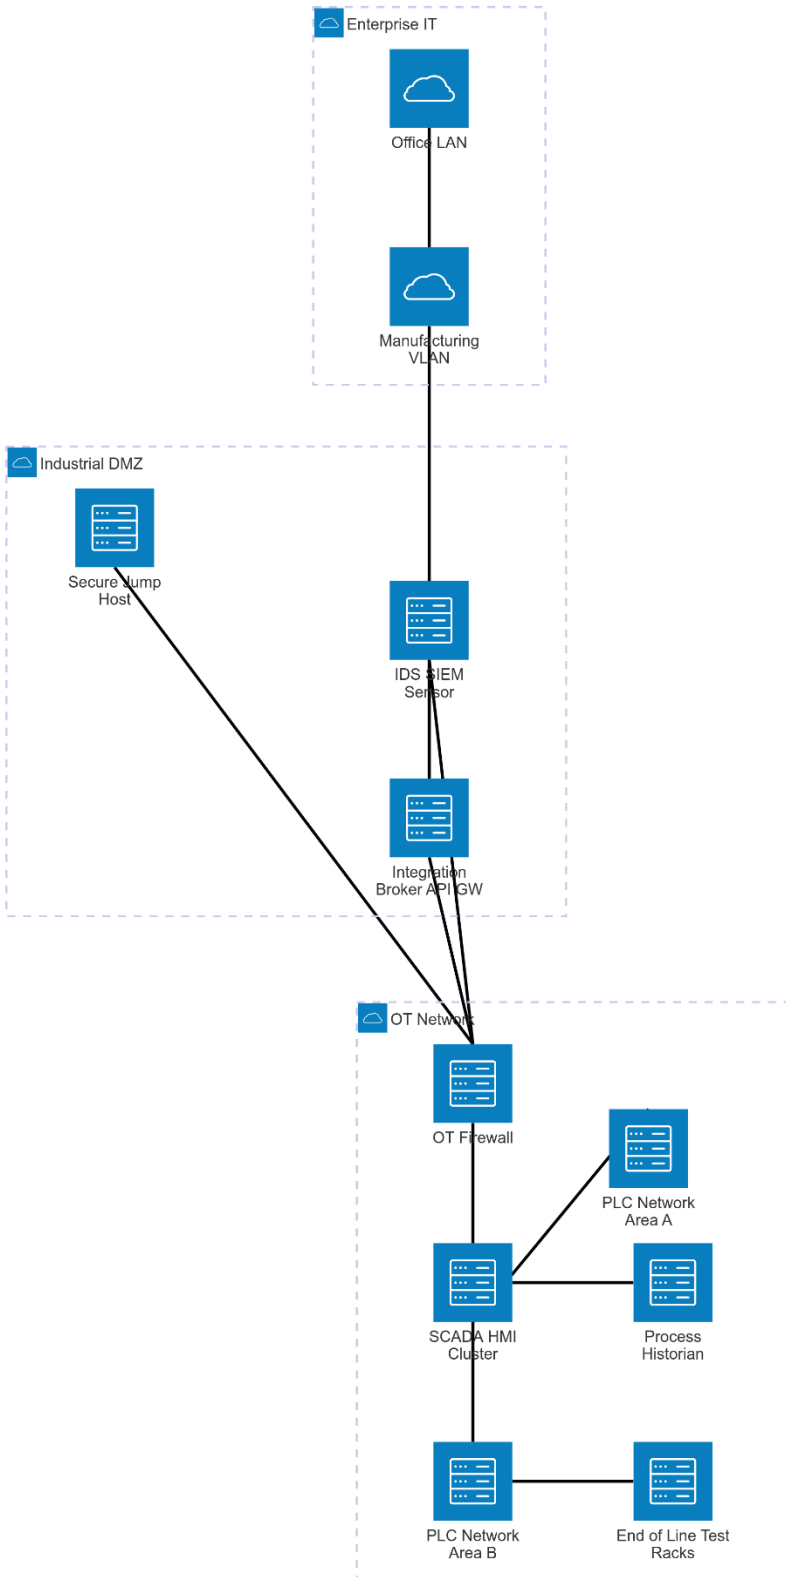 Enterprise IT
Office LAN
Manufacturing
VLAN
Industrial DMZ
Secure Jump
Host
IDS SIEM
Sensor
Integration
Broker API GW
OT Network
OT Firewall
PLC Network
Area A
SCADA HMI
Cluster
Process
Historian
PLC Network
Area B
End of Line Test
Racks